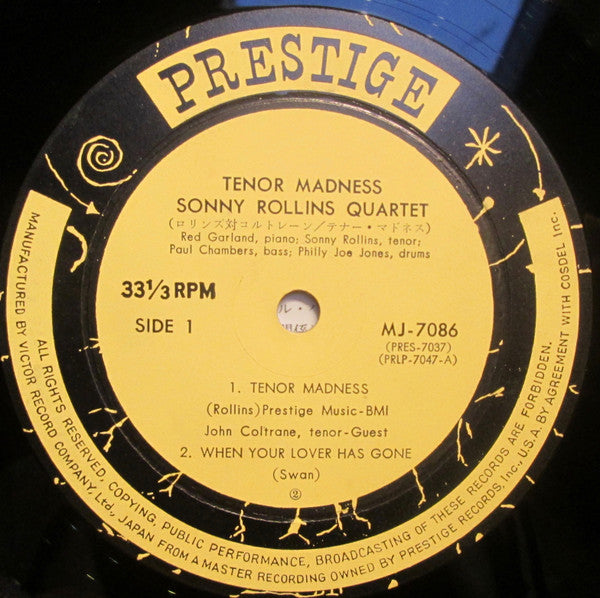 PRESTIGE
TENOR MADNESS
SONNY ROLLINS QUARTET
(ロリンズ対コルトレーン/テナー・マドネス)
Red Garland, piano; Sonny Rollins, tenor;
Paul Chambers, bass; Philly Joe Jones, drums
33⅓ RPM
SIDE 1
MJ-7086
(PRES-7037)
(PRLP-7047-A)
1. TENOR MADNESS
(Rollins)Prestige Music-BMI
John Coltrane, tenor-Guest
2. WHEN YOUR LOVER HAS GONE
(Swan)
②
ALL RIGHTS RESERVED, COPYING, PUBLIC PERFORMANCE, BROADCASTING OF THESE RECORDS ARE FORBIDDEN.
MANUFACTURED BY VICTOR RECORD COMPANY, Ltd., JAPAN FROM A MASTER RECORDING OWNED BY PRESTIGE RECORDS, Inc., U.S.A. BY AGREEMENT WITH COSDEL Inc.